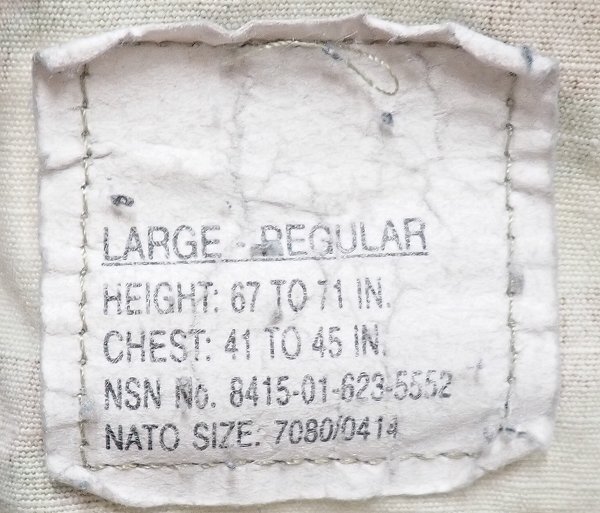 LARGE - REGULAR
HEIGHT: 67 TO 71 IN.
CHEST: 41 TO 45 IN.
NSN No. 8415-01-623-5552
NATO SIZE: 7080/0414